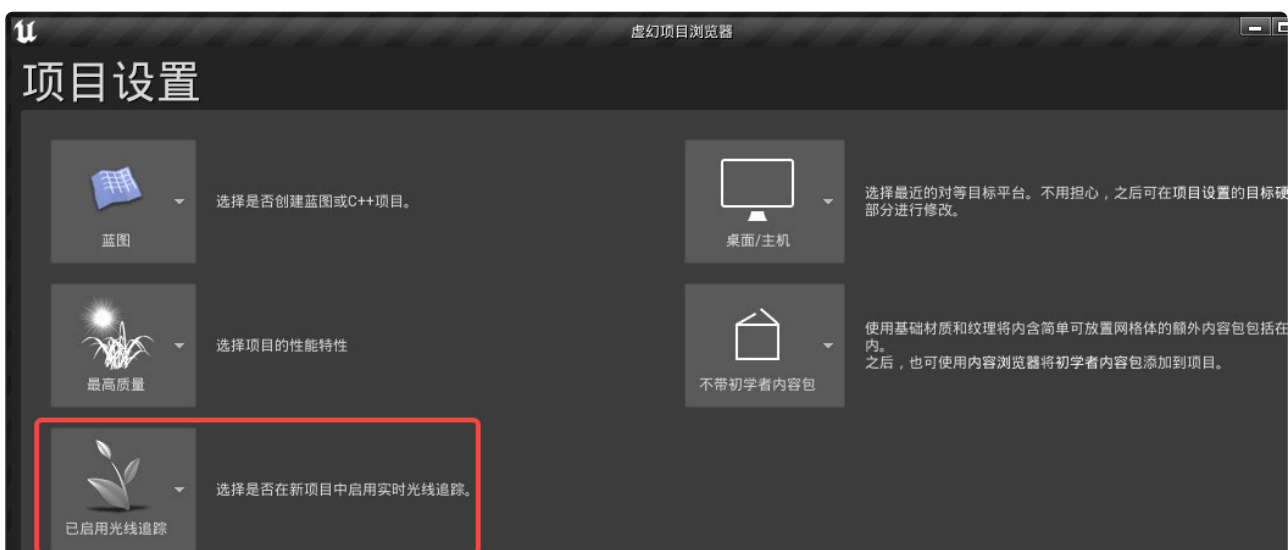 虚幻项目浏览器
项目设置
蓝图
选择是否创建蓝图或C++项目。
桌面/主机
选择最近的对等目标平台。不用担心，之后可在项目设置的目标硬
部分进行修改。
最高质量
选择项目的性能特性
不带初学者内容包
使用基础材质和纹理将内含简单可放置网格体的额外内容包包括在
内。
之后，也可使用内容浏览器将初学者内容包添加到项目。
已启用光线追踪
选择是否在新项目中启用实时光线追踪。